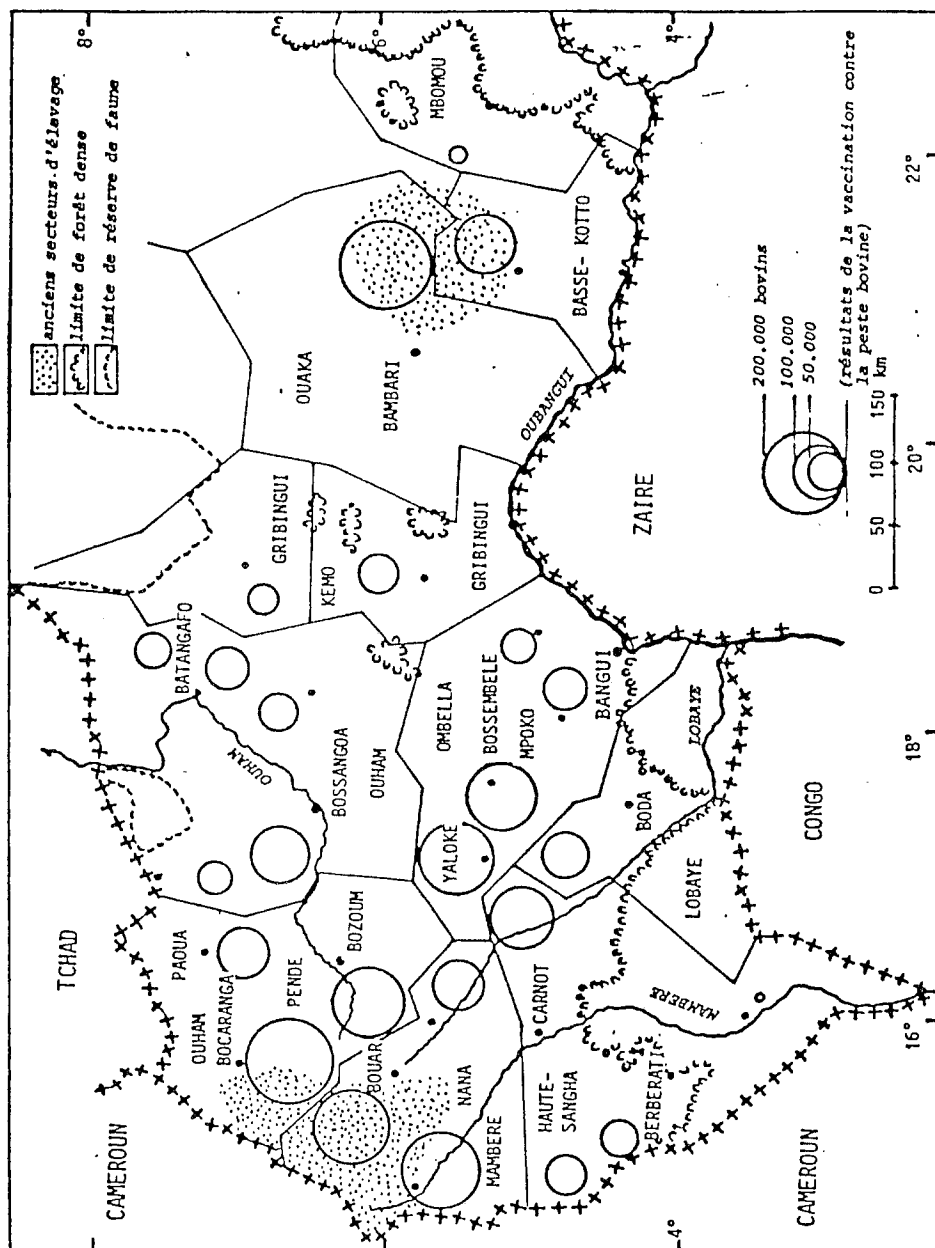 anciens secteurs d'élavage
limite de forêt dense
limite de réserve de faune
8°
6°
4°
TCHAD
CAMEROUN
PAOUA
OUHAM
BOCARANGA
PENDE
BOZOUM
BOUAR
NANA
MAMBERE
HAUTE-
SANGHA
CARNOT
BERBERATI
MAMBERE
LOBAYE
BODA
LOBAYE
YALOKE
BATANGAFO
OUHAM
BOSSANGOA
OUHAM
OMBELLA
BOSSEMBELE
MPOKO
BANGUI
GRIBINGUI
KEMO
GRIBINGUI
OUAKA
BAMBARI
OUBANGUI
MBOMOU
BASSE-KOTTO
ZAIRE
CONGO
CAMEROUN
4°
200.000 bovins
100.000
50.000
(résultats de la vaccination contre
la peste bovine)
km
0 50 100 150
16°
18°
20°
22°